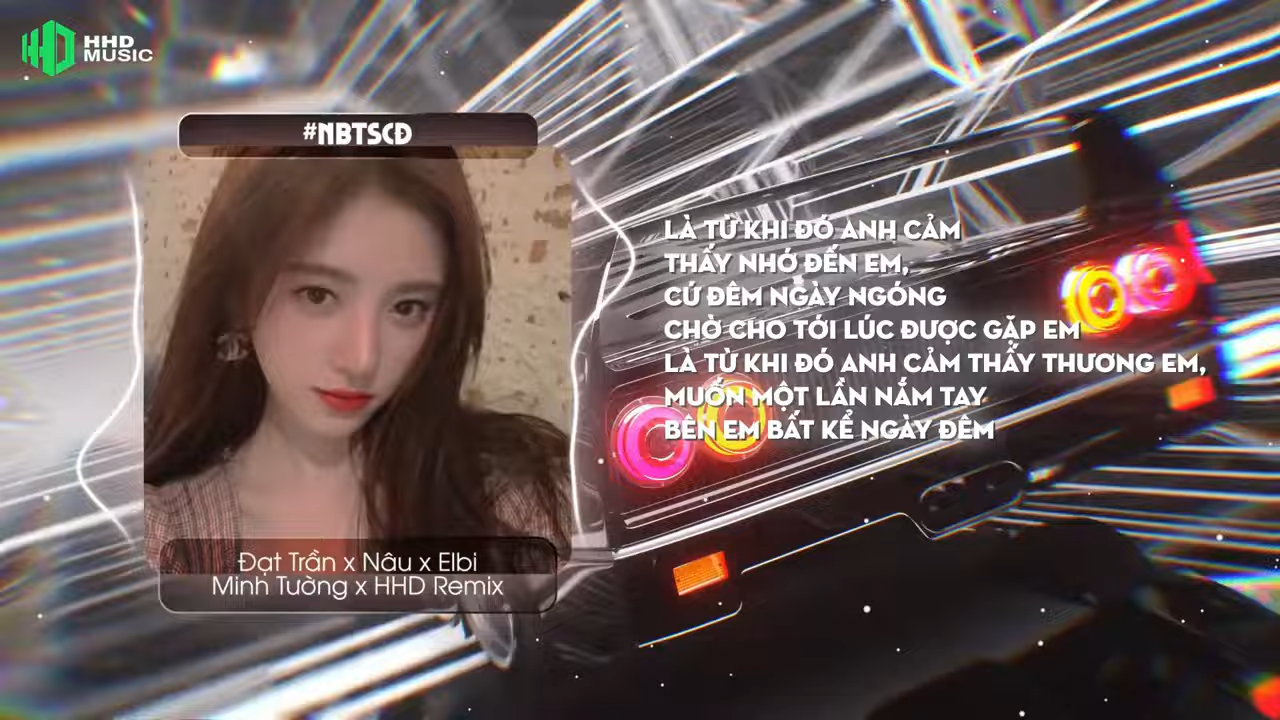 HHD
MUSIC
#NBTSCĐ
LÀ TỪ KHI ĐÓ ANH CẢM
THẤY NHỚ ĐẾN EM,
CỨ ĐÊM NGÀY NGÓNG
CHỜ CHO TỚI LÚC ĐƯỢC GẶP EM
LÀ TỪ KHI ĐÓ ANH CẢM THẤY THƯƠNG EM,
MUỐN MỘT LẦN NẮM TAY
BÊN EM BẤT KỂ NGÀY ĐÊM
Đạt Trần x Nâu x Elbi
Minh Tường x HHD Remix